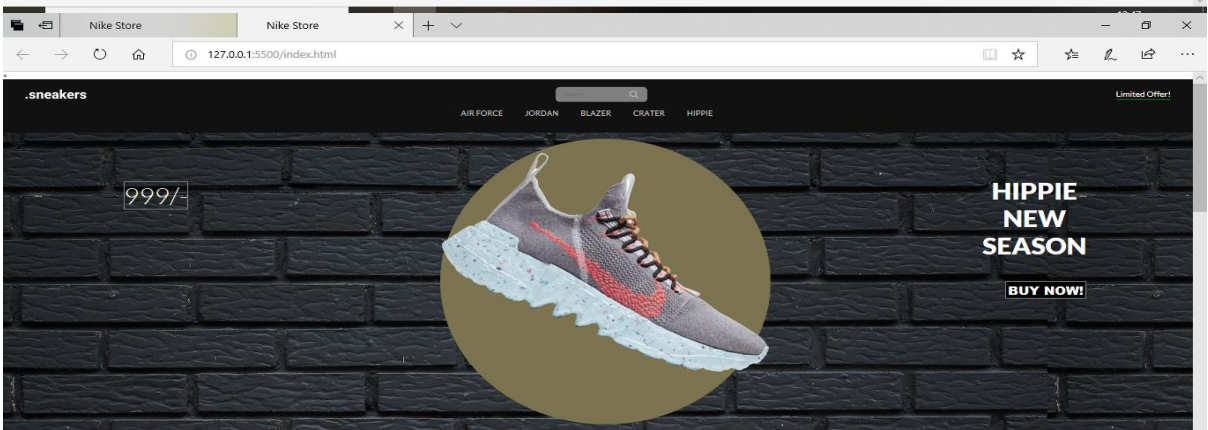 Nike Store
Nike Store
127.0.0.1:5500/index.html
.sneakers
Limited Offer!
AIR FORCE JORDAN BLAZER CRATER HIPPIE
999/-
HIPPIE
NEW
SEASON
BUY NOW!